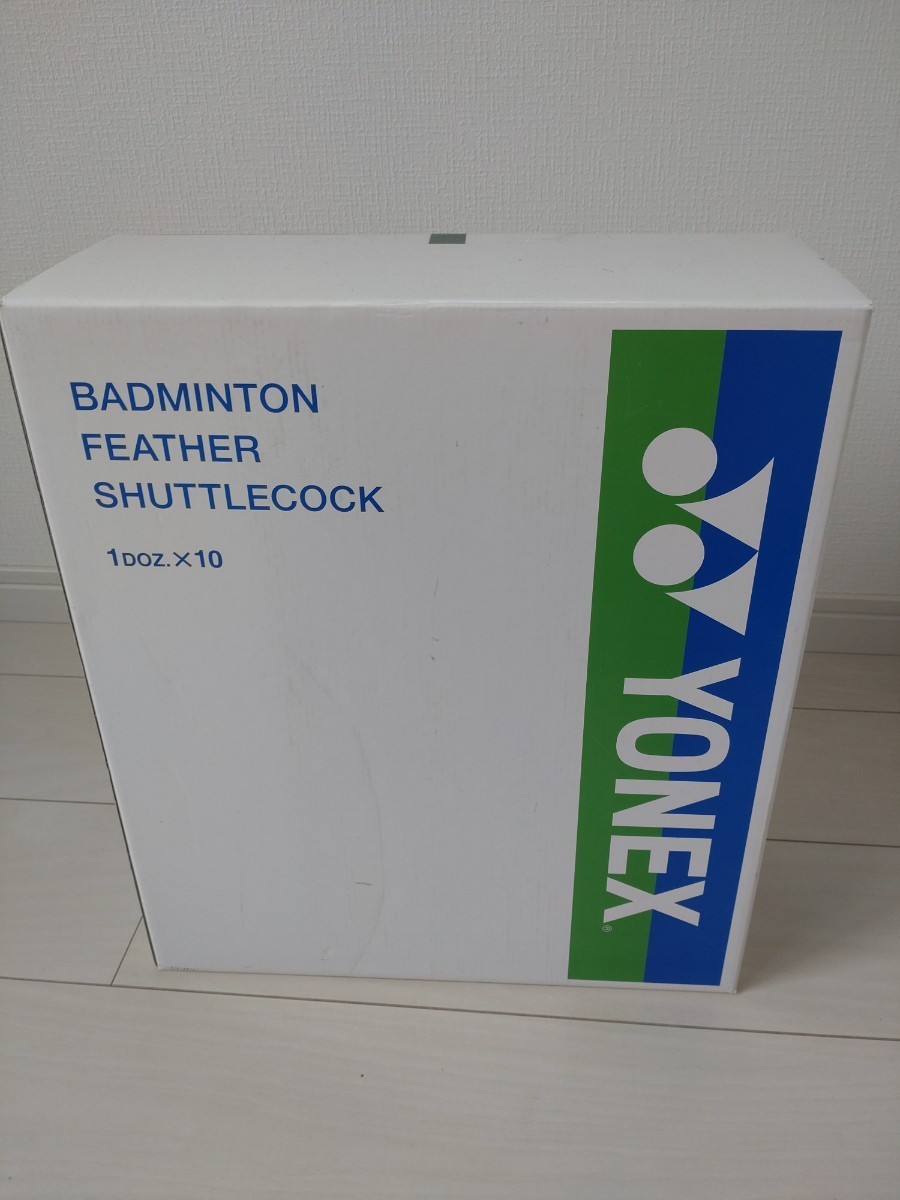 BADMINTON
FEATHER
SHUTTLECOCK
1DOZ.×10
YONEX®